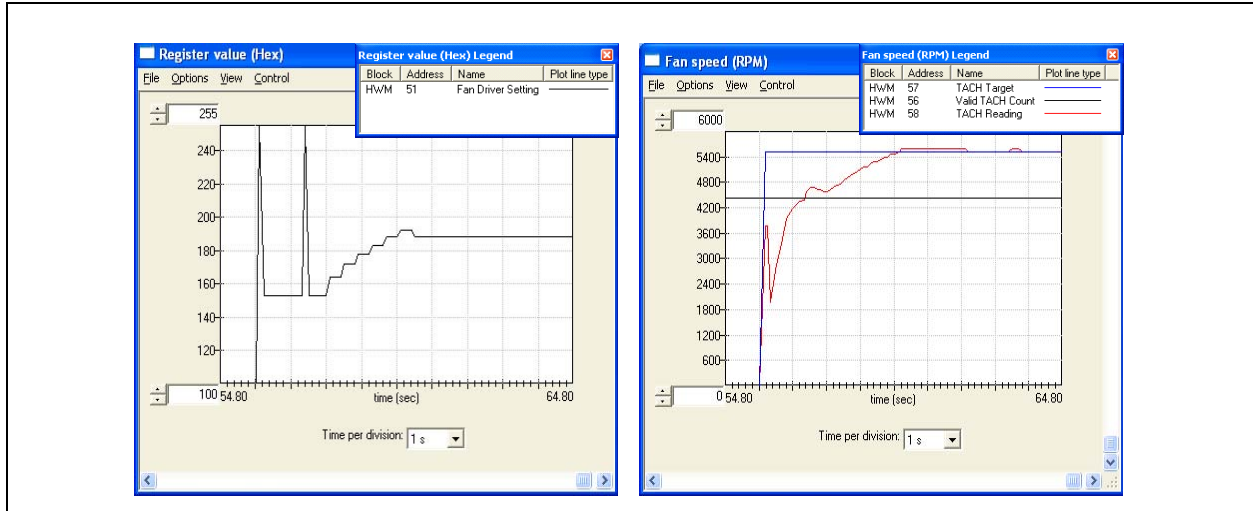 Register value (Hex)
File Options View Control
Register value (Hex) Legend
Block Address Name Plot line type
HWM 51 Fan Driver Setting
255
240
220
200
180
160
140
120
100
54.80
time (sec)
64.80
Time per division: 1 s
Fan speed (RPM)
File Options View Control
Fan speed (RPM) Legend
Block Address Name Plot line type
HWM 57 TACH Target
HWM 56 Valid TACH Count
HWM 58 TACH Reading
6000
5400
4800
4200
3600
3000
2400
1800
1200
600
0
54.80
time (sec)
64.80
Time per division: 1 s